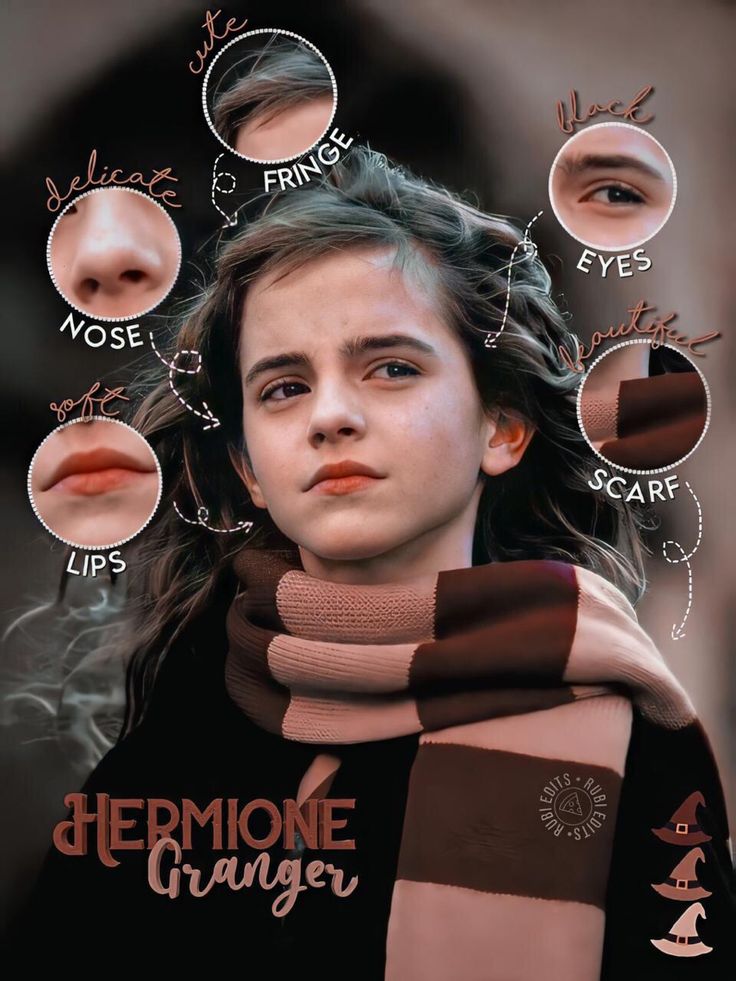 cute
FRINGE
black
EYES
delicate
NOSE
beautiful
SCARF
soft
LIPS
HERMIONE
Granger
RUBI EDITS • RUBI EDITS •